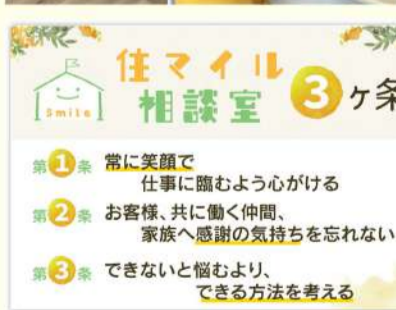 Smile
住マイル
相談室
3ヶ条
第1条 常に笑顔で
仕事に臨むよう心がける
第2条 お客様、共に働く仲間、
家族へ感謝の気持ちを忘れない
第3条 できないと悩むより、
できる方法を考える